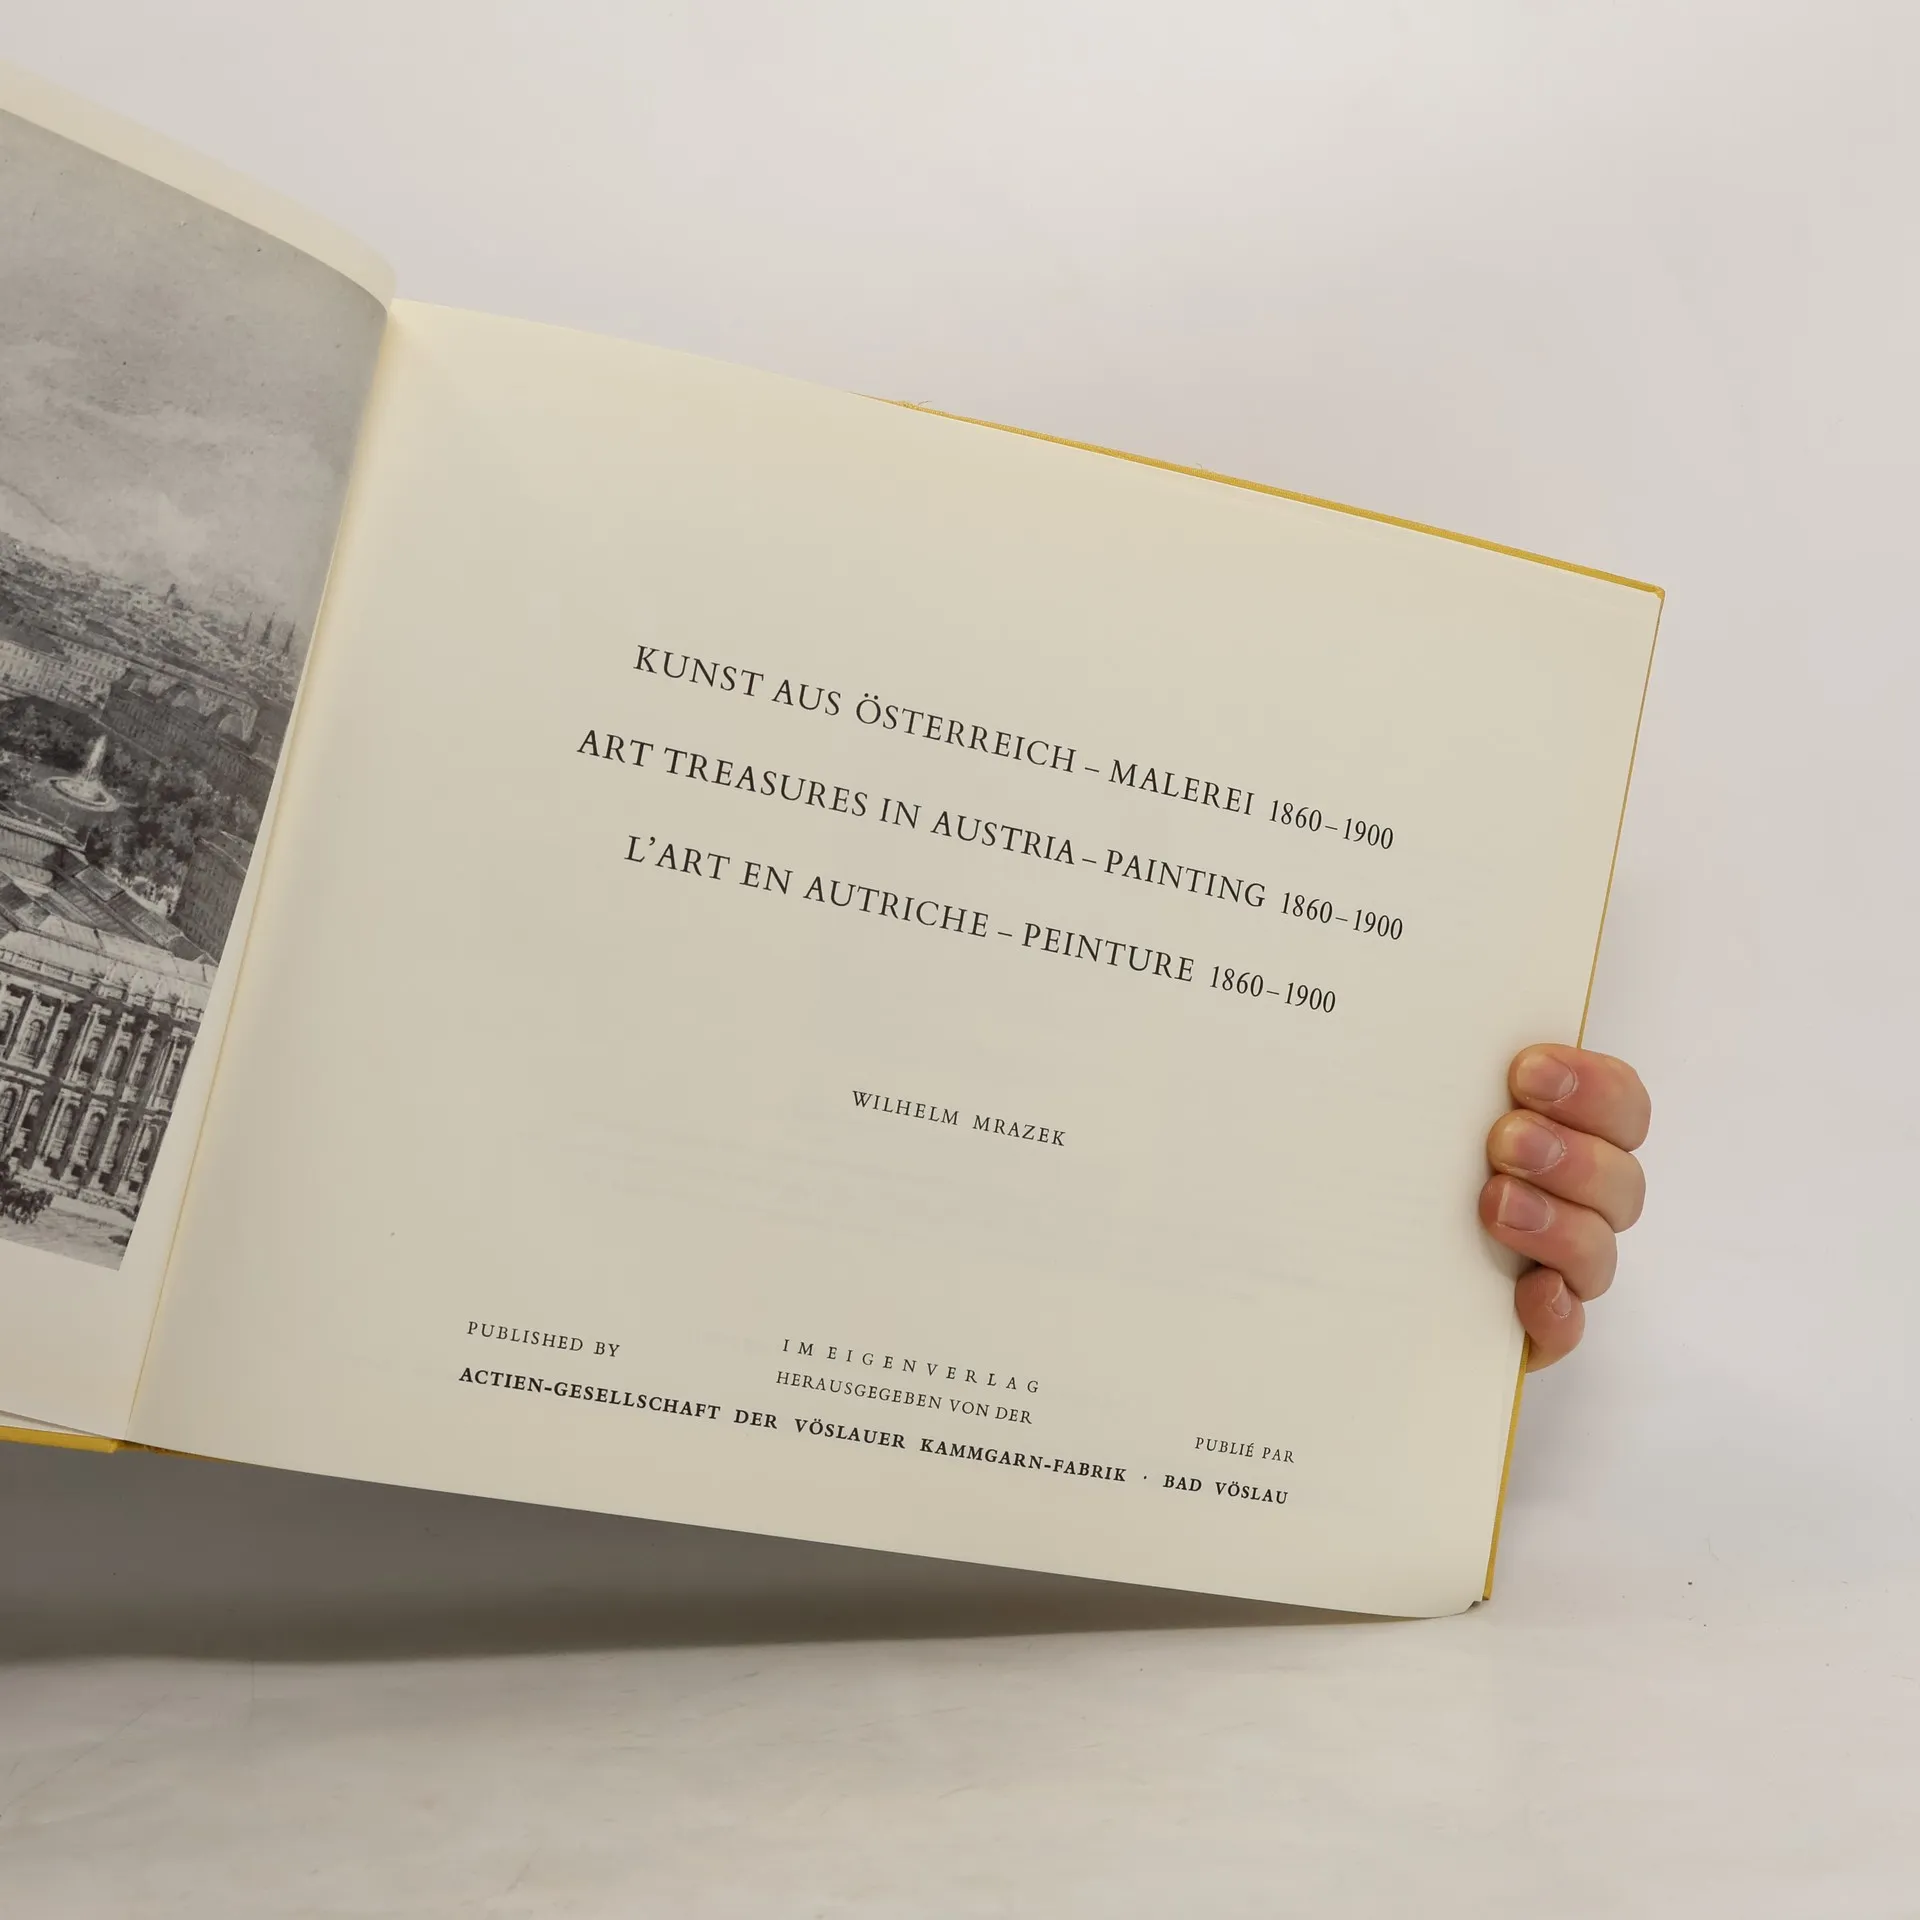 KUNST AUS ÖSTERREICH – MALEREI 1860–1900
ART TREASURES IN AUSTRIA – PAINTING 1860–1900
L’ART EN AUTRICHE – PEINTURE 1860–1900
WILHELM MRAZEK
PUBLISHED BY
IM EIGENVERLAG
HERAUSGEGEBEN VON DER
PUBLIÉ PAR
ACTIEN-GESELLSCHAFT DER VÖSLAUER KAMMGARN-FABRIK · BAD VÖSLAU